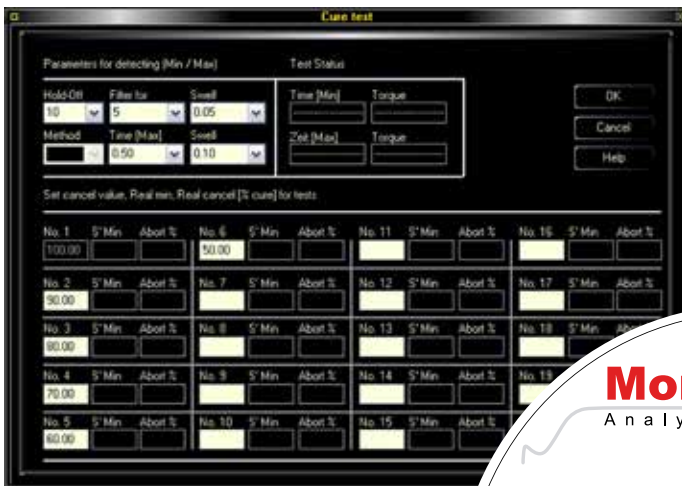 Cure test
Parameters for detecting (Min / Max)
Test Status
Hold-Off Filter for Swell
10 5 0.05
Time [Min] Torque
Method Time [Max] Swell
0.50 0.10
Zeit [Max] Torque
OK
Cancel
Help
Set cancel value, Real min, Real cancel [% cure] for tests
No. 1 S' Min Abort % No. 6 S' Min Abort % No. 11 S' Min Abort % No. 16 S' Min Abort %
100.00 50.00
No. 2 S' Min Abort % No. 7 S' Min Abort % No. 12 S' Min Abort % No. 17 S' Min Abort %
90.00
No. 3 S' Min Abort % No. 8 S' Min Abort % No. 13 S' Min Abort % No. 18 S' Min
80.00
No. 4 S' Min Abort % No. 9 S' Min Abort % No. 14 S' Min Abort % No. 19
70.00
No. 5 S' Min Abort % No. 10 S' Min Abort % No. 15 S' Min Abort %
60.00
Mo
Analy